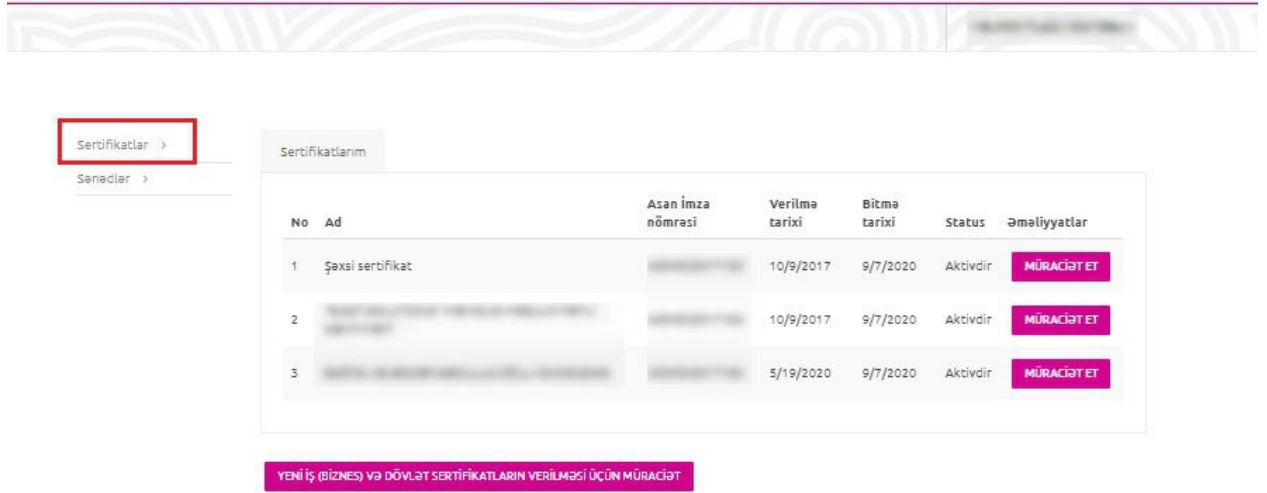 Sertifikatlar >
Sənədlər >
Sertifikatlarım
No Ad Asan İmza nömrəsi Verilmə tarixi Bitmə tarixi Status Əməliyyatlar
1 Şəxsi sertifikat 10/9/2017 9/7/2020 Aktivdir MÜRACİƏT ET
2 10/9/2017 9/7/2020 Aktivdir MÜRACİƏT ET
3 5/19/2020 9/7/2020 Aktivdir MÜRACİƏT ET
YENİ İŞ (BİZNES) VƏ DÖVLƏT SERTİFİKATLARIN VERİLMƏSİ ÜÇÜN MÜRACİƏT